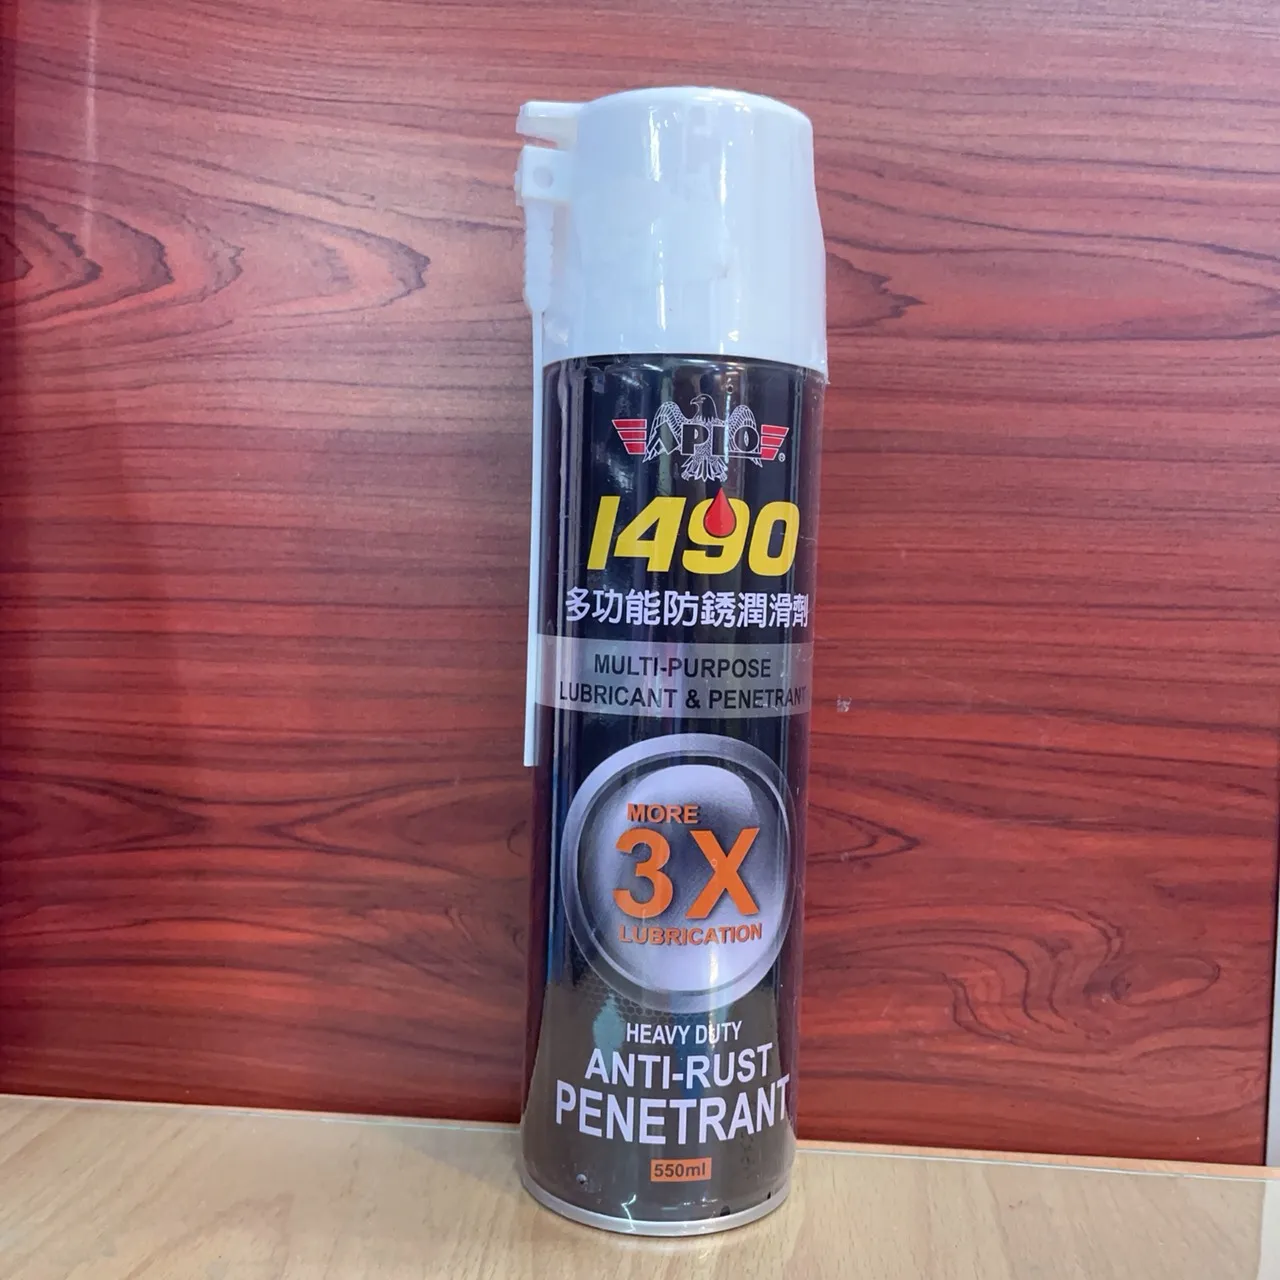 APRO
®
1490
多功能防銹潤滑劑
MULTI-PURPOSE
LUBRICANT & PENETRANT
MORE
3X
LUBRICATION
HEAVY DUTY
ANTI-RUST
PENETRANT
550ml